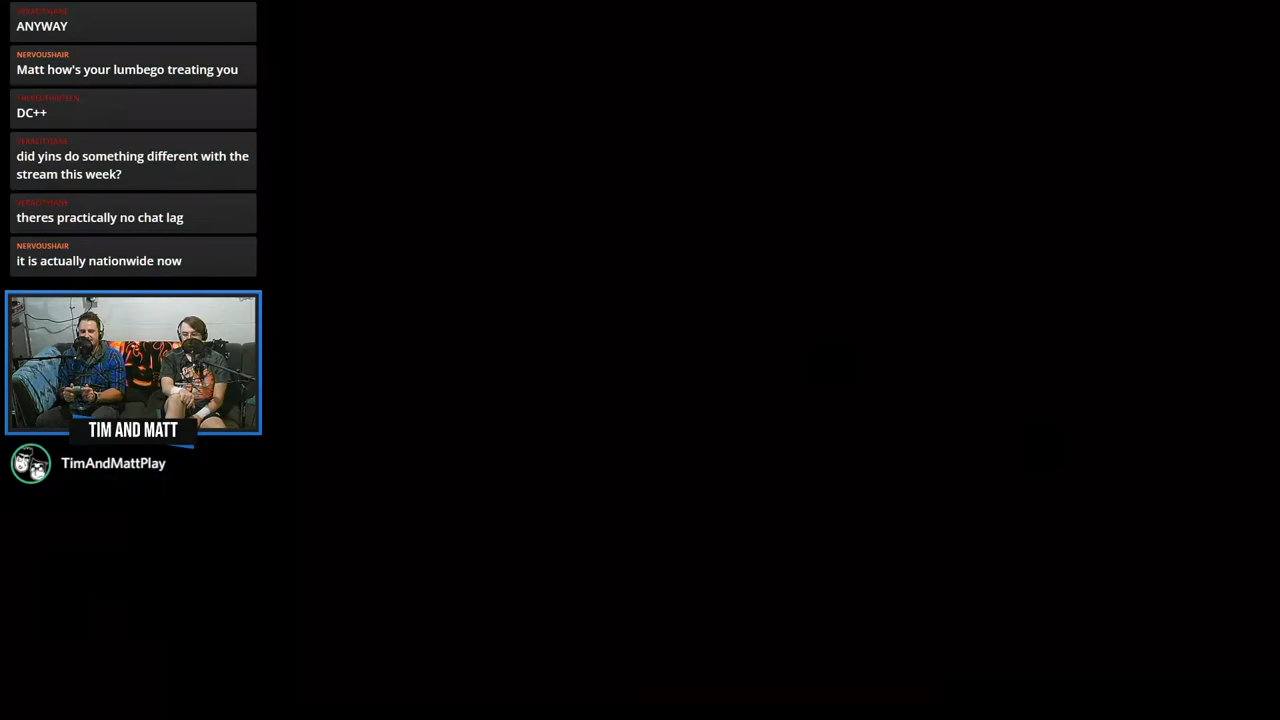 ANYWAY
NERVOUSHAIR
Matt how's your lumbego treating you
DC++
did yins do something different with the
stream this week?
theres practically no chat lag
NERVOUSHAIR
it is actually nationwide now
TIM AND MATT
TimAndMattPlay